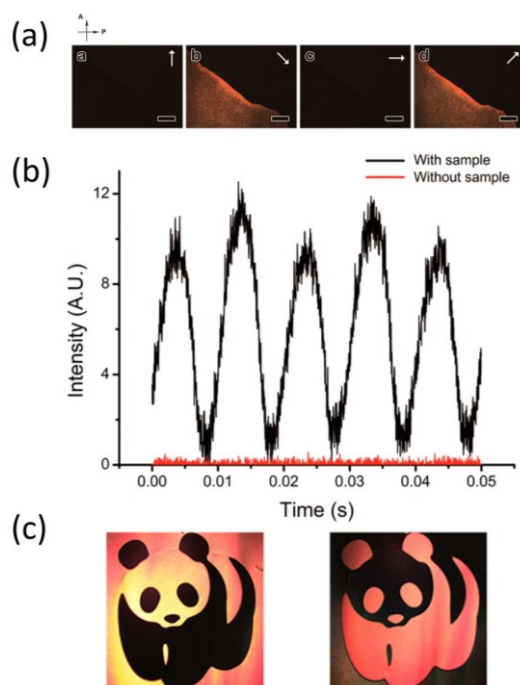 (a)
A
P
a
b
c
d
(b)
With sample
Without sample
12
8
4
0
Intensity (A.U.)
0.00 0.01 0.02 0.03 0.04 0.05
Time (s)
(c)